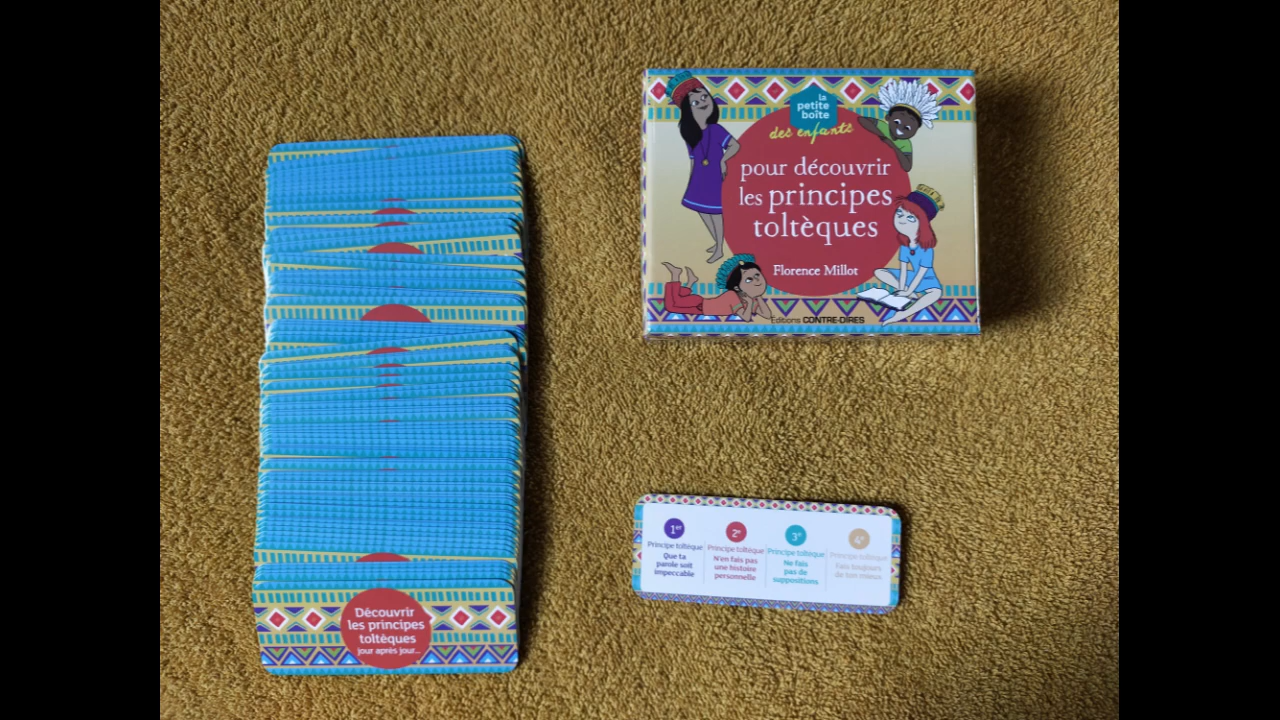 la
petite
boîte
des enfants
pour découvrir
les principes
toltèques
Florence Millot
Éditions CONTRE-DIRES
Découvrir
les principes
toltèques
jour après jour...
1er
Principe toltèque
Que ta
parole soit
impeccable
2e
Principe toltèque
N'en fais pas
une histoire
personnelle
3e
Principe toltèque
Ne fais
pas de
suppositions
4e
Principe toltèque
Fais toujours
de ton mieux